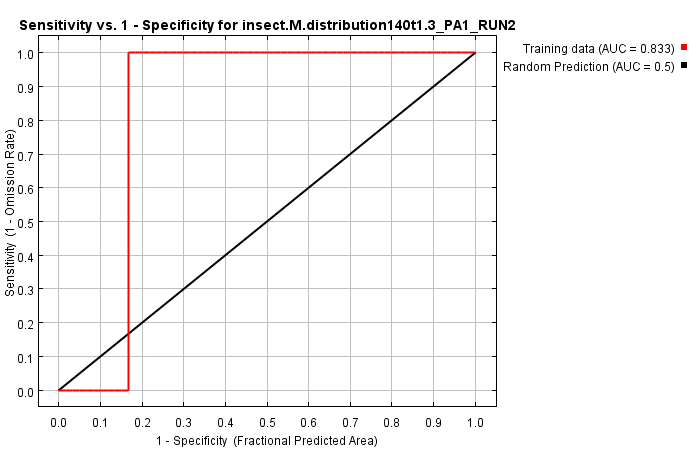 Sensitivity vs. 1 - Specificity for insect.M.distribution140t1.3_PA1_RUN2
Training data (AUC = 0.833)
Random Prediction (AUC = 0.5)
Sensitivity (1 - Omission Rate)
1.0
0.9
0.8
0.7
0.6
0.5
0.4
0.3
0.2
0.1
0.0
0.0 0.1 0.2 0.3 0.4 0.5 0.6 0.7 0.8 0.9 1.0
1 - Specificity (Fractional Predicted Area)